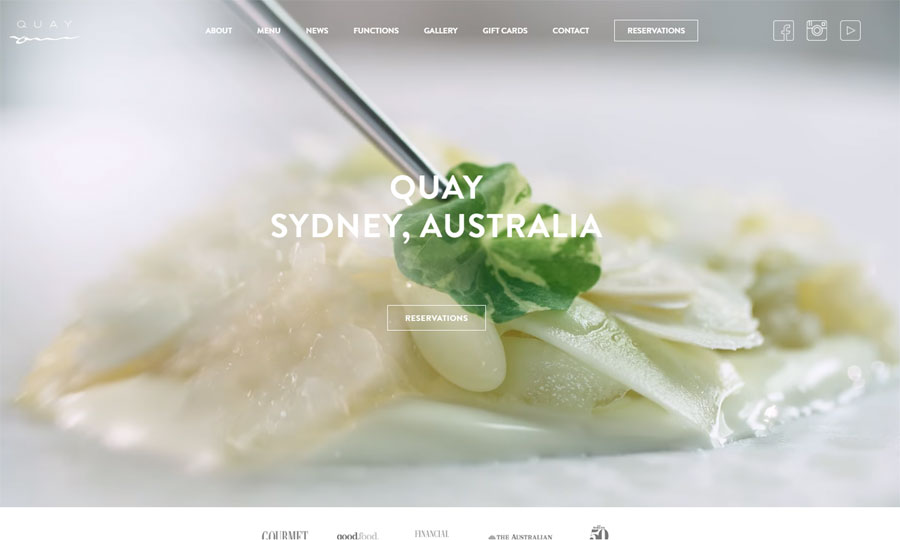 QUAY
ABOUT MENU NEWS FUNCTIONS GALLERY GIFT CARDS CONTACT RESERVATIONS
QUAY
SYDNEY, AUSTRALIA
RESERVATIONS
GOURMET good.food. FINANCIAL THE AUSTRALIAN 50